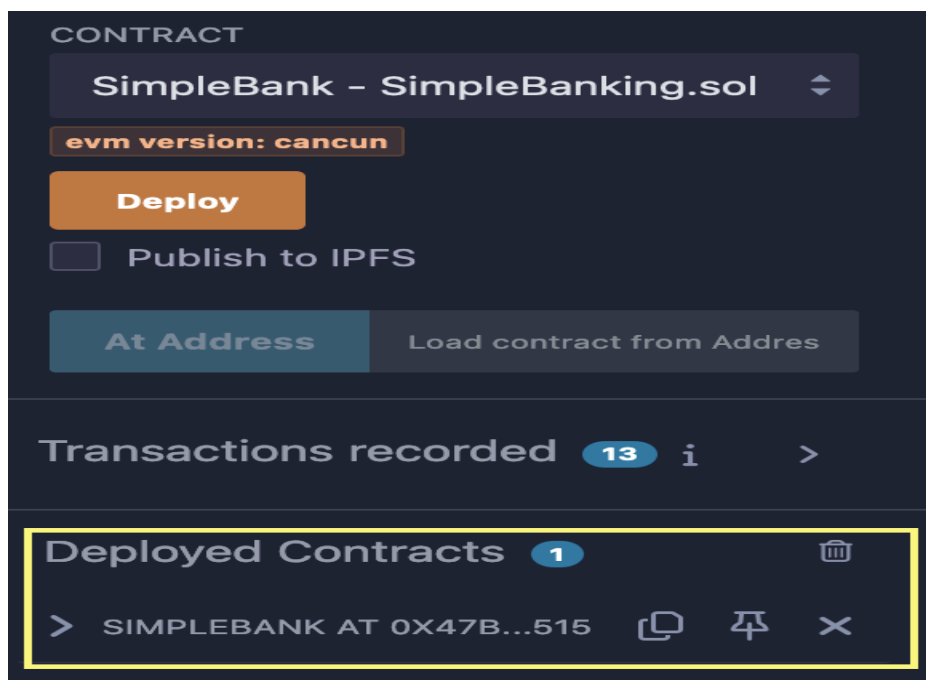 CONTRACT
SimpleBank – SimpleBanking.sol
evm version: cancun
Deploy
Publish to IPFS
At Address Load contract from Addres
Transactions recorded 13 i >
Deployed Contracts 1
SIMPLEBANK AT 0X47B...515